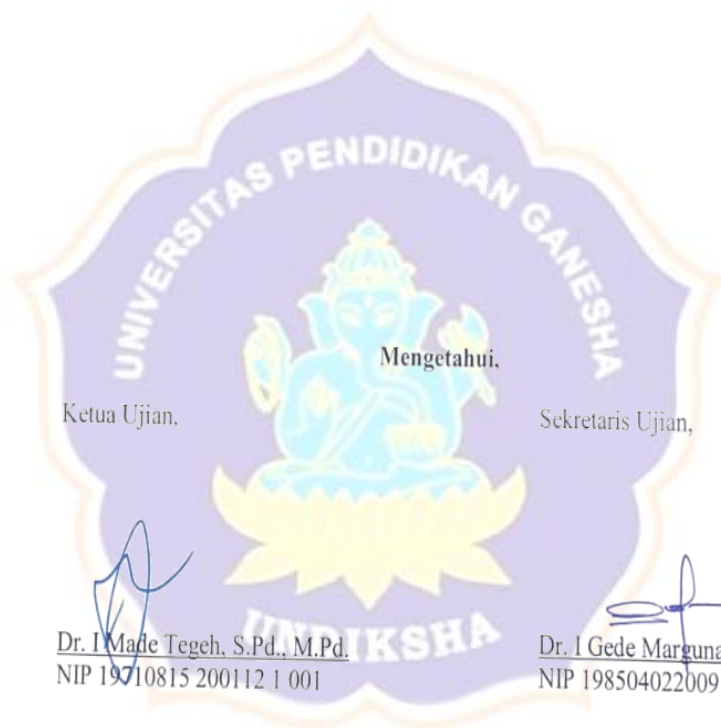 UNIVERSITAS PENDIDIKAN GANESHA
Mengetahui,
Ketua Ujian,
Sekretaris Ujian,
Dr. I Made Tegeh, S.Pd., M.Pd.
NIP 19710815 200112 1 001
Dr. I Gede Marguna
NIP 198504022009
UNDIKSHA